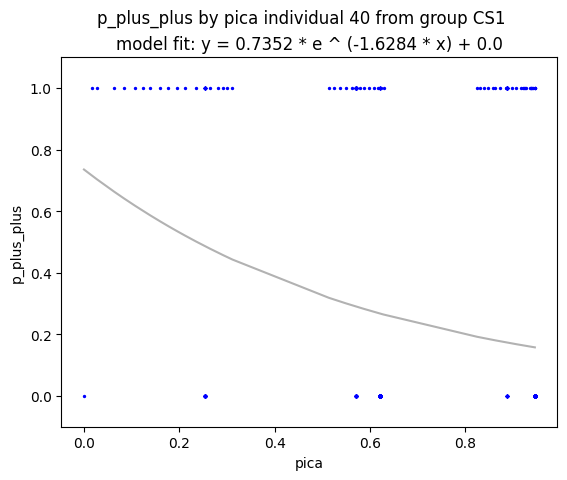 p_plus_plus by pica individual 40 from group CS1
model fit: y = 0.7352 * e ^ (-1.6284 * x) + 0.0
1.0
0.8
0.6
0.4
0.2
0.0
p_plus_plus
0.0 0.2 0.4 0.6 0.8
pica